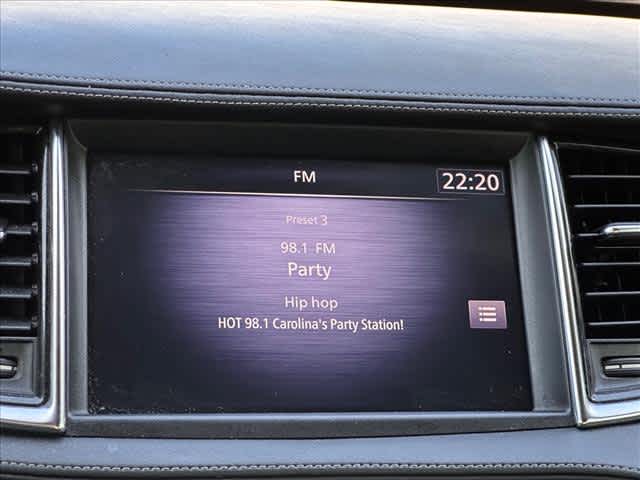 FM
22:20
Preset 3
98.1 FM
Party
Hip hop
HOT 98.1 Carolina's Party Station!